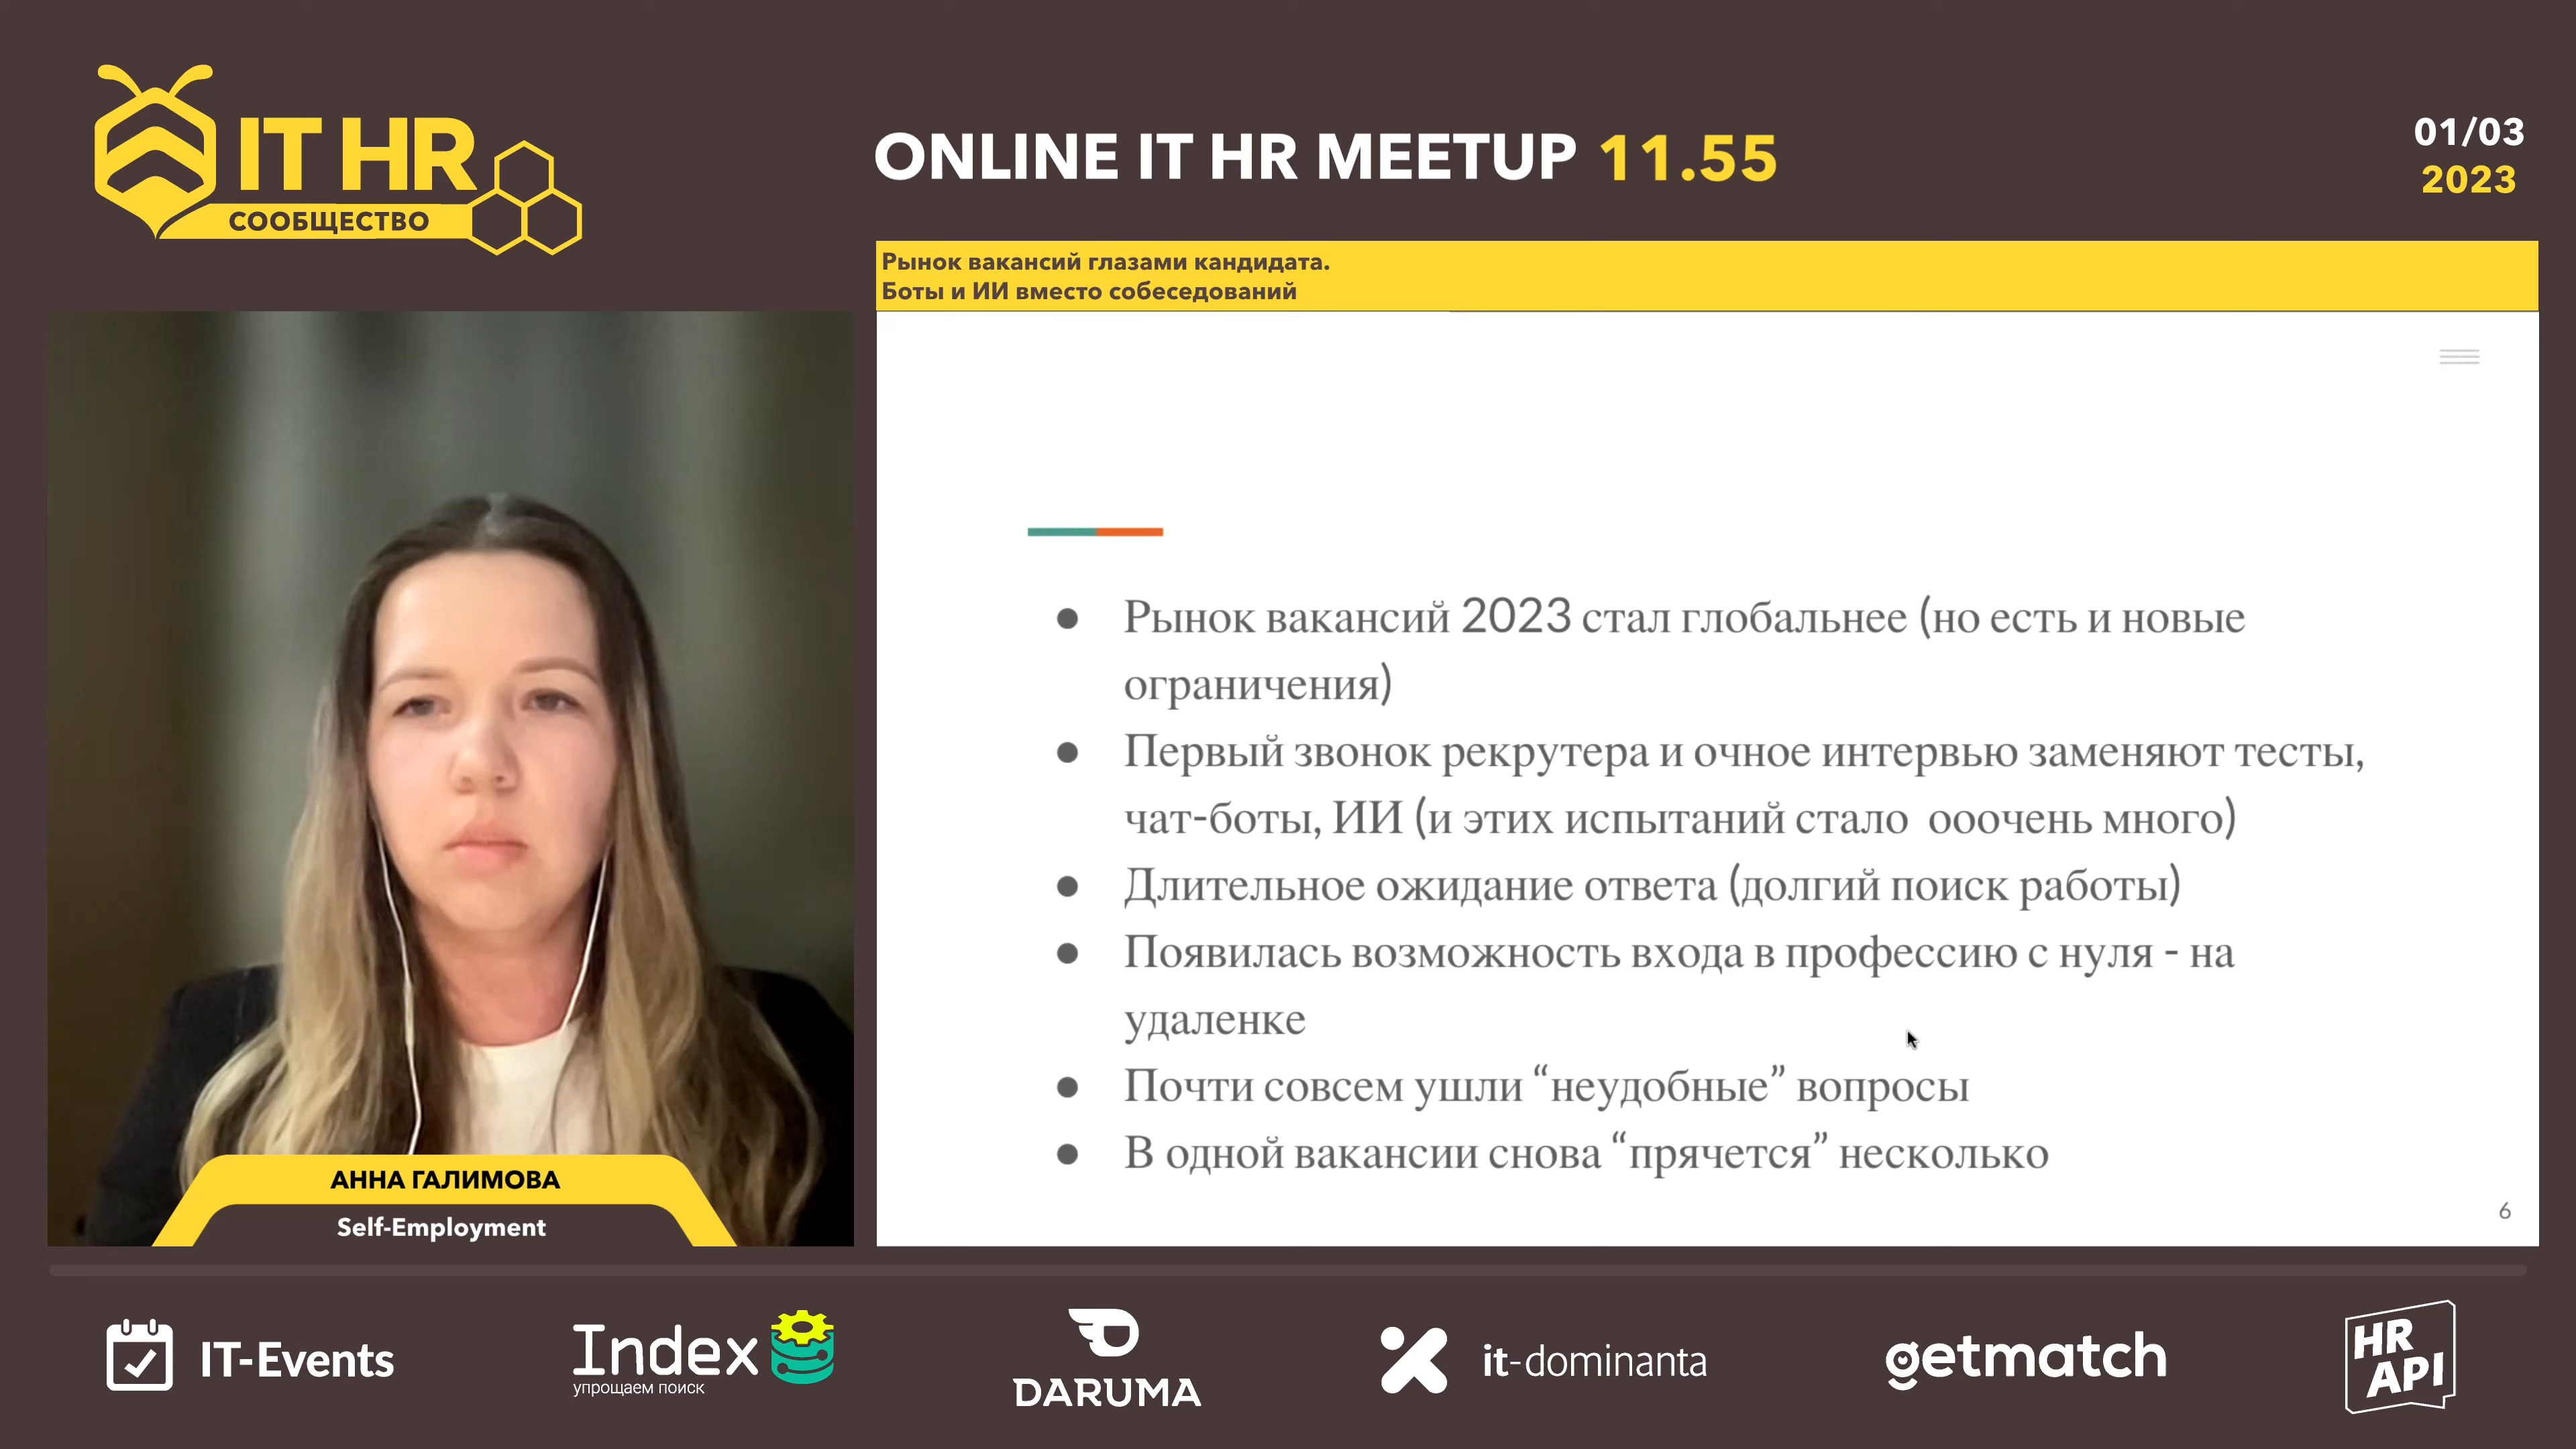 IT HR
СООБЩЕСТВО
ONLINE IT HR MEETUP 11.55
01/03
2023
Рынок вакансий глазами кандидата.
Боты и ИИ вместо собеседований
● Рынок вакансий 2023 стал глобальнее (но есть и новые
ограничения)
● Первый звонок рекрутера и очное интервью заменяют тесты,
чат-боты, ИИ (и этих испытаний стало  ооочень много)
● Длительное ожидание ответа (долгий поиск работы)
● Появилась возможность входа в профессию с нуля - на
удаленке
● Почти совсем ушли “неудобные” вопросы
● В одной вакансии снова “прячется” несколько
6
АННА ГАЛИМОВА
Self-Employment
IT-Events
Index
упрощаем поиск
DARUMA
it-dominanta
getmatch
HR
API